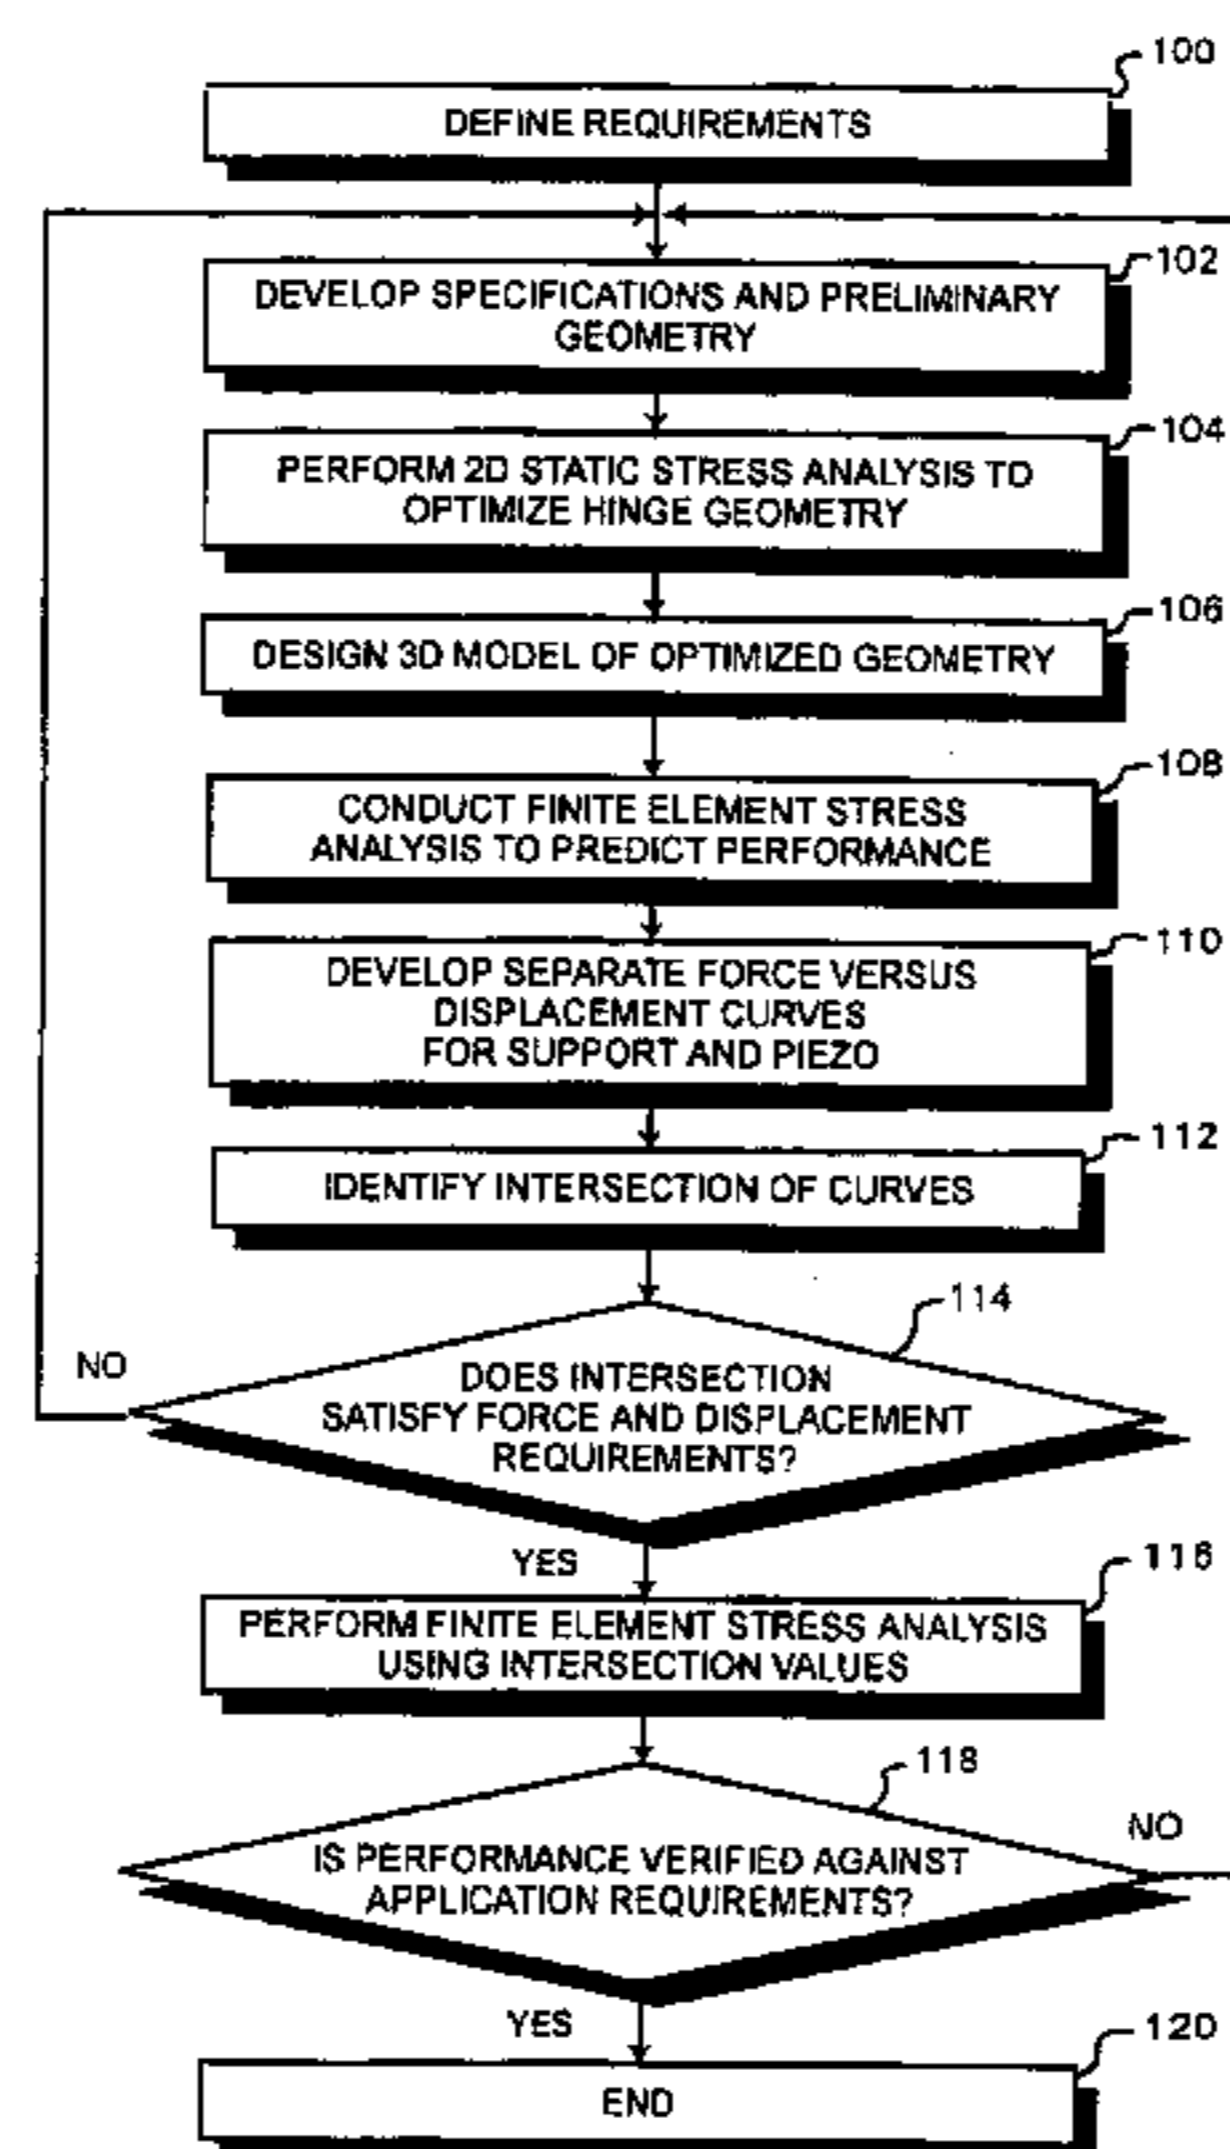 100
DEFINE REQUIREMENTS
102
DEVELOP SPECIFICATIONS AND PRELIMINARY
GEOMETRY
104
PERFORM 2D STATIC STRESS ANALYSIS TO
OPTIMIZE HINGE GEOMETRY
106
DESIGN 3D MODEL OF OPTIMIZED GEOMETRY
108
CONDUCT FINITE ELEMENT STRESS
ANALYSIS TO PREDICT PERFORMANCE
110
DEVELOP SEPARATE FORCE VERSUS
DISPLACEMENT CURVES
FOR SUPPORT AND PIEZO
112
IDENTIFY INTERSECTION OF CURVES
114
NO
DOES INTERSECTION
SATISFY FORCE AND DISPLACEMENT
REQUIREMENTS?
YES
116
PERFORM FINITE ELEMENT STRESS ANALYSIS
USING INTERSECTION VALUES
118
NO
IS PERFORMANCE VERIFIED AGAINST
APPLICATION REQUIREMENTS?
YES
120
END